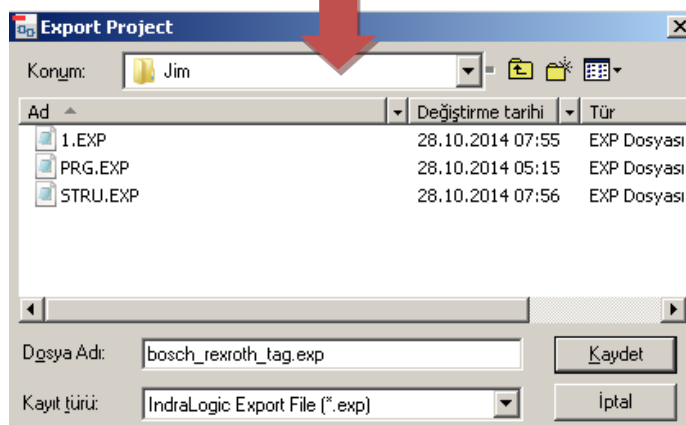 Export Project
Konum: Jim
Ad Değiştirme tarihi Tür
1.EXP 28.10.2014 07:55 EXP Dosyası
PRG.EXP 28.10.2014 05:15 EXP Dosyası
STRU.EXP 28.10.2014 07:56 EXP Dosyası
Dosya Adı: bosch_rexroth_tag.exp Kaydet
Kayıt türü: IndraLogic Export File (*.exp) İptal